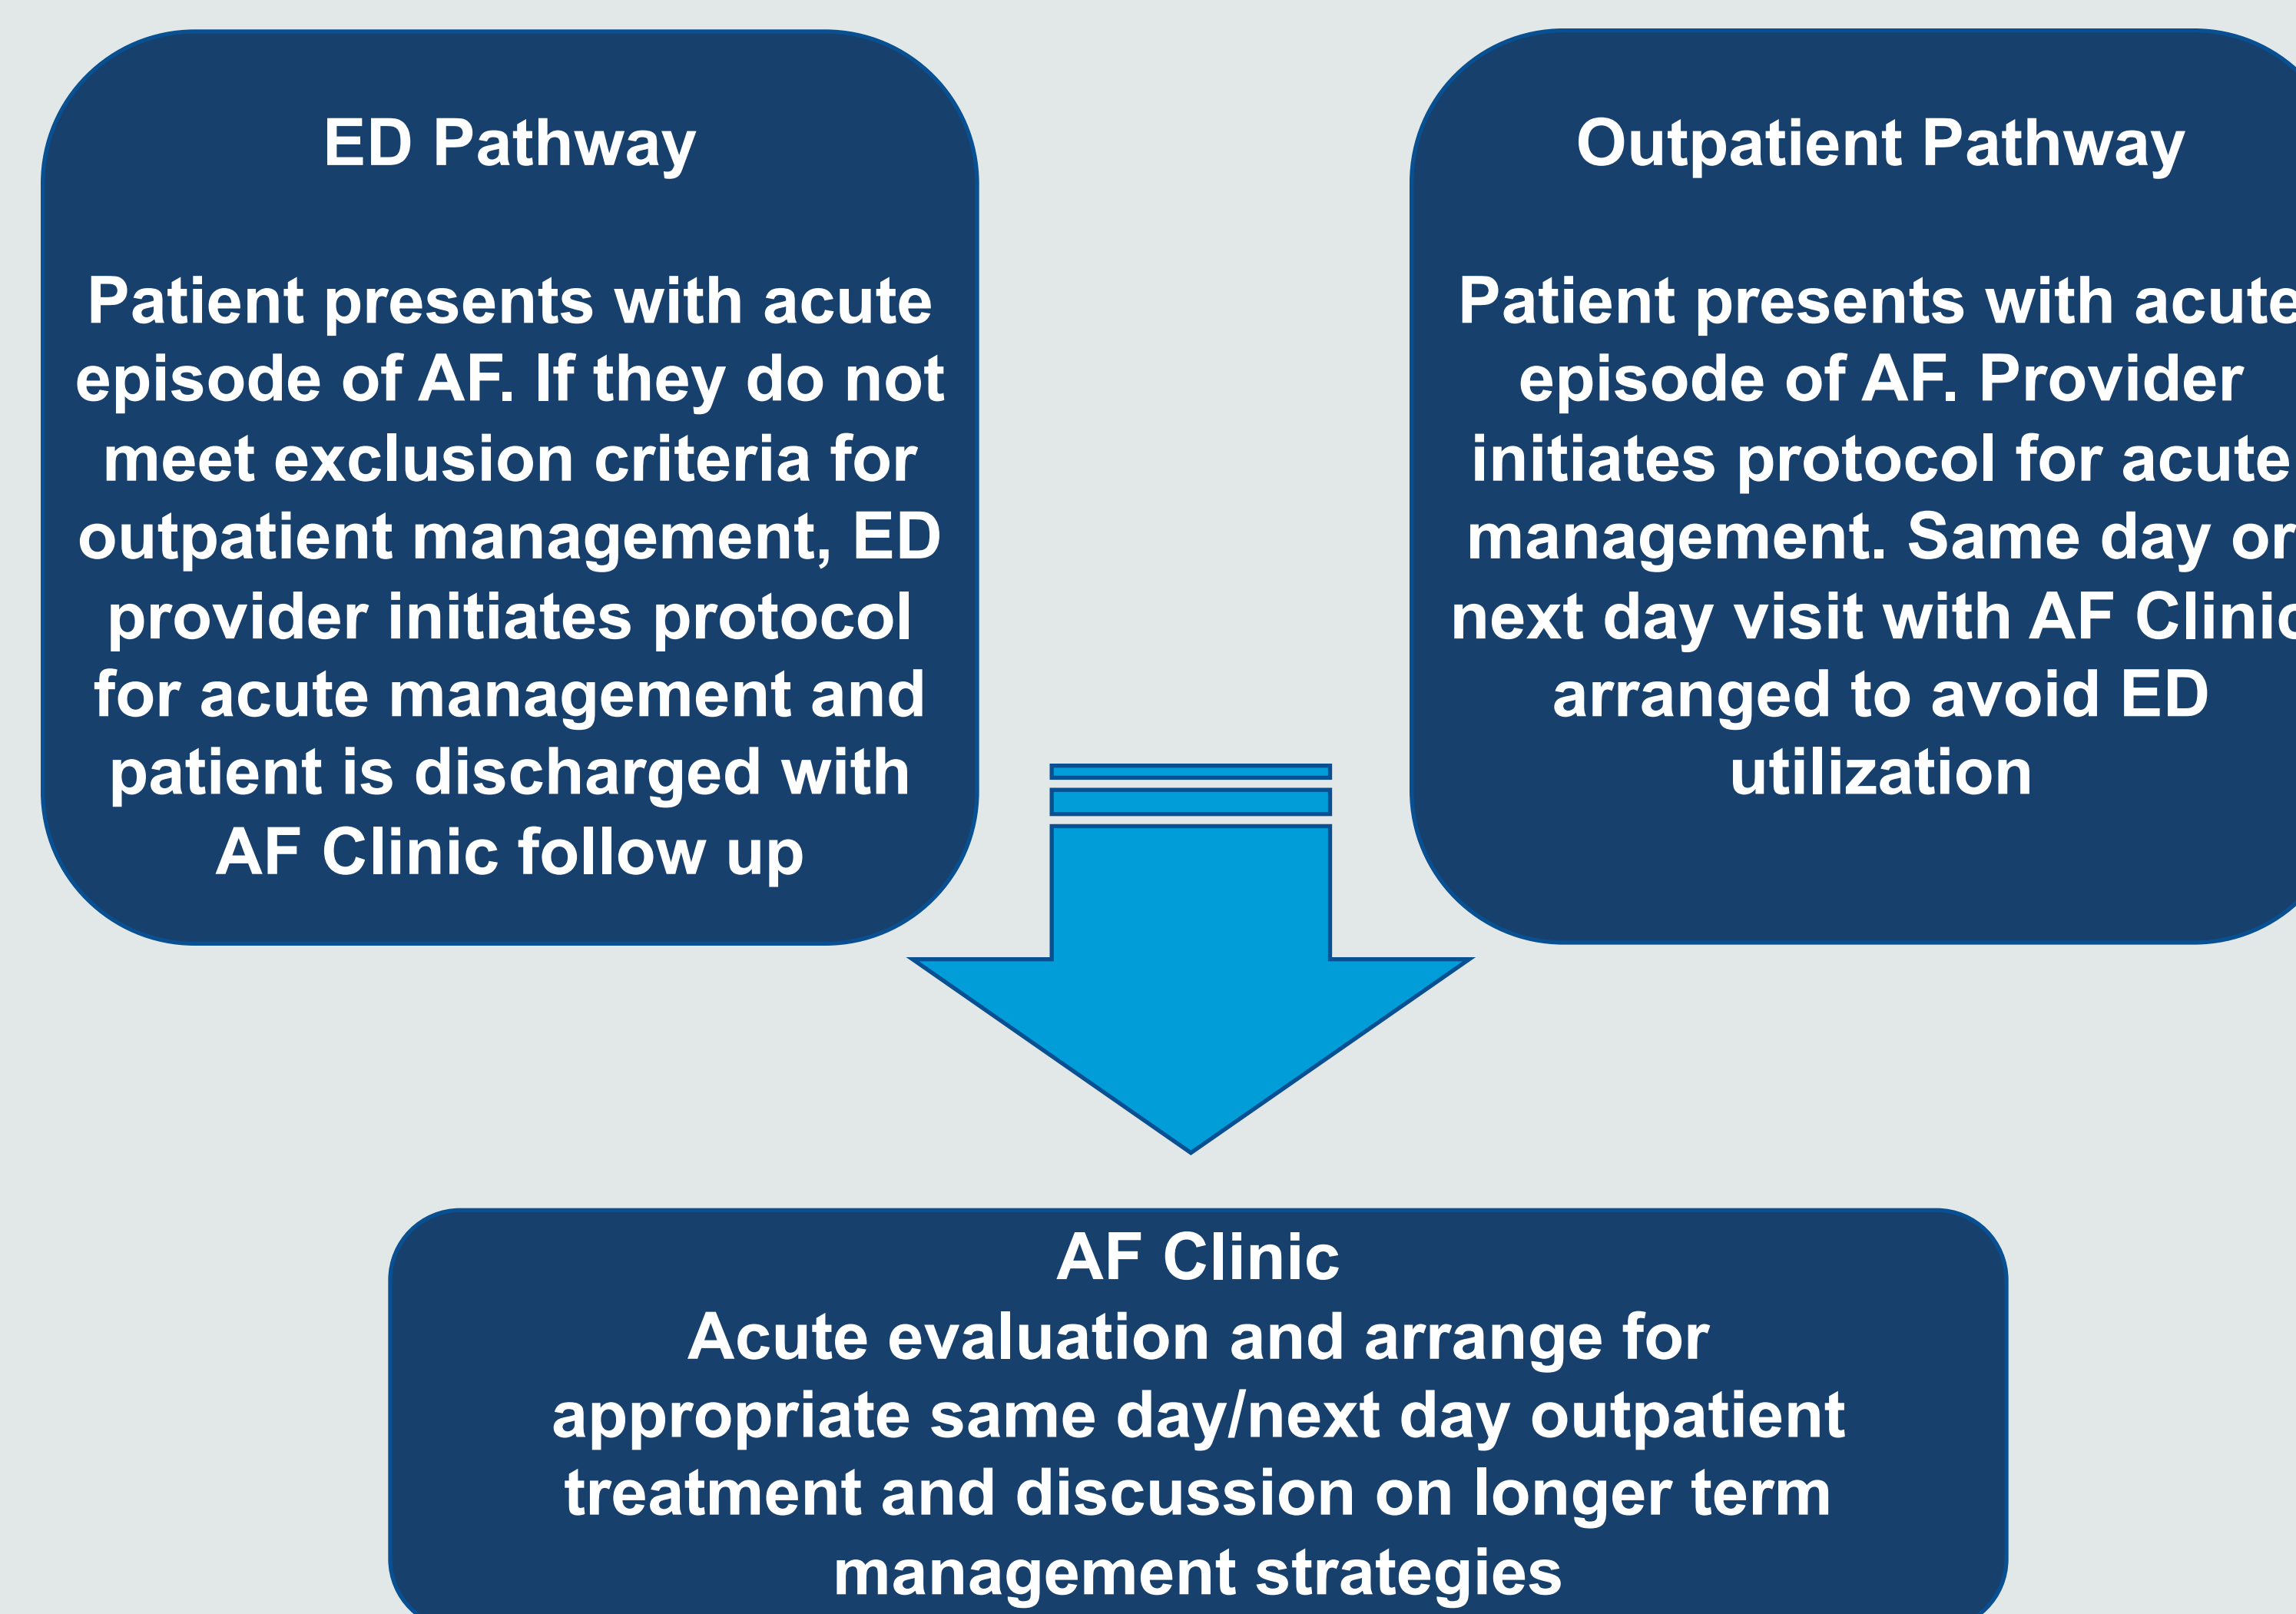 ED Pathway
Patient presents with acute
episode of AF. If they do not
meet exclusion criteria for
outpatient management, ED
provider initiates protocol
for acute management and
patient is discharged with
AF Clinic follow up
Outpatient Pathway
Patient presents with acute
episode of AF. Provider
initiates protocol for acute
management. Same day or
next day visit with AF Clinic
arranged to avoid ED
utilization
AF Clinic
Acute evaluation and arrange for
appropriate same day/next day outpatient
treatment and discussion on longer term
management strategies